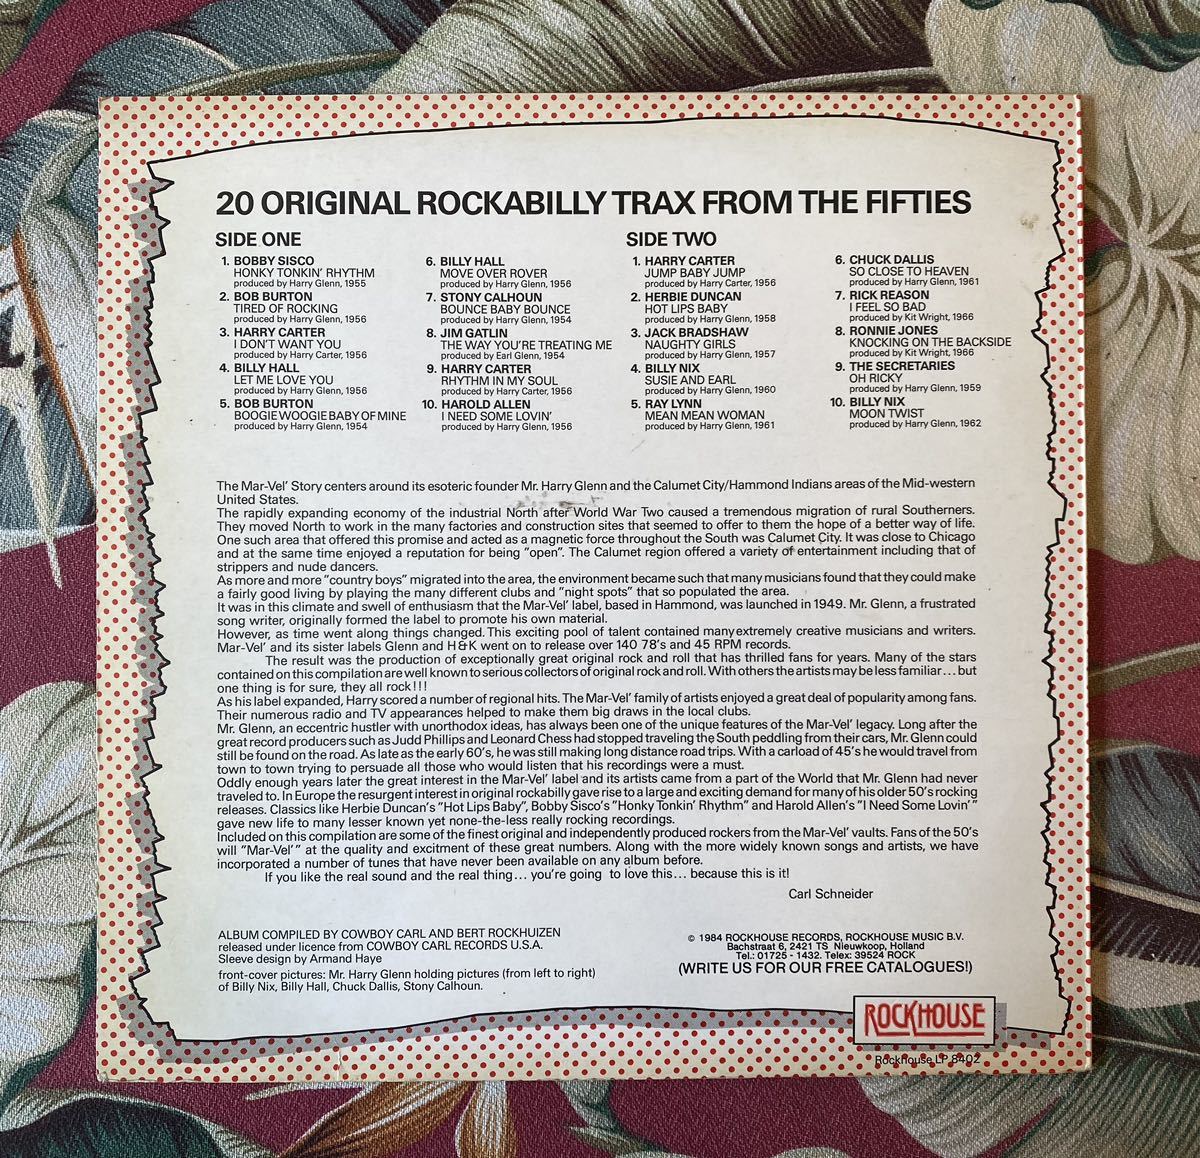 20 ORIGINAL ROCKABILLY TRAX FROM THE FIFTIES
SIDE ONE
1. BOBBY SISCO
HONKY TONKIN' RHYTHM
produced by Harry Glenn, 1955
2. BOB BURTON
TIRED OF ROCKING
produced by Harry Glenn, 1956
3. HARRY CARTER
I DON'T WANT YOU
produced by Harry Carter, 1956
4. BILLY HALL
LET ME LOVE YOU
produced by Harry Glenn, 1956
5. BOB BURTON
BOOGIE WOOGIE BABY OF MINE
produced by Harry Glenn, 1954
6. BILLY HALL
MOVE OVER ROVER
produced by Harry Glenn, 1956
7. STONY CALHOUN
BOUNCE BABY BOUNCE
produced by Harry Glenn, 1954
8. JIM GATLIN
THE WAY YOU'RE TREATING ME
produced by Earl Glenn, 1954
9. HARRY CARTER
RHYTHM IN MY SOUL
produced by Harry Carter, 1956
10. HAROLD ALLEN
I NEED SOME LOVIN'
produced by Harry Glenn, 1956
SIDE TWO
1. HARRY CARTER
JUMP BABY JUMP
produced by Harry Carter, 1956
2. HERBIE DUNCAN
HOT LIPS BABY
produced by Harry Glenn, 1958
3. JACK BRADSHAW
NAUGHTY GIRLS
produced by Harry Glenn, 1957
4. BILLY NIX
SUSIE AND EARL
produced by Harry Glenn, 1960
5. RAY LYNN
MEAN MEAN WOMAN
produced by Harry Glenn, 1961
6. CHUCK DALLIS
SO CLOSE TO HEAVEN
produced by Harry Glenn, 1961
7. RICK REASON
I FEEL SO BAD
produced by Kit Wright, 1966
8. RONNIE JONES
KNOCKING ON THE BACKSIDE
produced by Kit Wright, 1966
9. THE SECRETARIES
OH RICKY
produced by Harry Glenn, 1959
10. BILLY NIX
MOON TWIST
produced by Harry Glenn, 1962
The Mar-Vel' Story centers around its esoteric founder Mr. Harry Glenn and the Calumet City/Hammond Indians areas of the Mid-western
United States.
The rapidly expanding economy of the industrial North after World War Two caused a tremendous migration of rural Southerners.
They moved North to work in the many factories and construction sites that seemed to offer to them the hope of a better way of life.
One such area that offered this promise and acted as a magnetic force throughout the South was Calumet City. It was close to Chicago
and at the same time enjoyed a reputation for being "open". The Calumet region offered a variety of entertainment including that of
strippers and nude dancers.
As more and more "country boys" migrated into the area, the environment became such that many musicians found that they could make
a fairly good living by playing the many different clubs and "night spots" that so populated the area.
It was in this climate and swell of enthusiasm that the Mar-Vel' label, based in Hammond, was launched in 1949. Mr. Glenn, a frustrated
song writer, originally formed the label to promote his own material.
However, as time went along things changed. This exciting pool of talent contained many extremely creative musicians and writers.
Mar-Vel' and its sister labels Glenn and H&K went on to release over 140 78's and 45 RPM records.
The result was the production of exceptionally great original rock and roll that has thrilled fans for years. Many of the stars
contained on this compilation are well known to serious collectors of original rock and roll. With others the artists may be less familiar... but
one thing is for sure, they all rock!!!
As his label expanded, Harry scored a number of regional hits. The Mar-Vel' family of artists enjoyed a great deal of popularity among fans.
Their numerous radio and TV appearances helped to make them big draws in the local clubs.
Mr. Glenn, an eccentric hustler with unorthodox ideas, has always been one of the unique features of the Mar-Vel' legacy. Long after the
great record producers such as Judd Phillips and Leonard Chess had stopped traveling the South peddling from their cars, Mr. Glenn could
still be found on the road. As late as the early 60's, he was still making long distance road trips. With a carload of 45's he would travel from
town to town trying to persuade all those who would listen that his recordings were a must.
Oddly enough years later the great interest in the Mar-Vel' label and its artists came from a part of the World that Mr. Glenn had never
traveled to. In Europe the resurgent interest in original rockabilly gave rise to a large and exciting demand for many of his older 50's rocking
releases. Classics like Herbie Duncan's "Hot Lips Baby", Bobby Sisco's "Honky Tonkin' Rhythm" and Harold Allen's "I Need Some Lovin'"
gave new life to many lesser known yet none-the-less really rocking recordings.
Included on this compilation are some of the finest original and independently produced rockers from the Mar-Vel' vaults. Fans of the 50's
will "Mar-Vel'" at the quality and excitment of these great numbers. Along with the more widely known songs and artists, we have
incorporated a number of tunes that have never been available on any album before.
If you like the real sound and the real thing... you're going to love this... because this is it!
Carl Schneider
ALBUM COMPILED BY COWBOY CARL AND BERT ROCKHUIZEN
released under licence from COWBOY CARL RECORDS U.S.A.
Sleeve design by Armand Haye
front-cover pictures: Mr. Harry Glenn holding pictures (from left to right)
of Billy Nix, Billy Hall, Chuck Dallis, Stony Calhoun.
© 1984 ROCKHOUSE RECORDS, ROCKHOUSE MUSIC B.V.
Bachstraat 6, 2421 TS Nieuwkoop, Holland
Tel.: 01725 - 1432. Telex: 39524 ROCK
(WRITE US FOR OUR FREE CATALOGUES!)
ROCKHOUSE
Rockhouse LP 8402